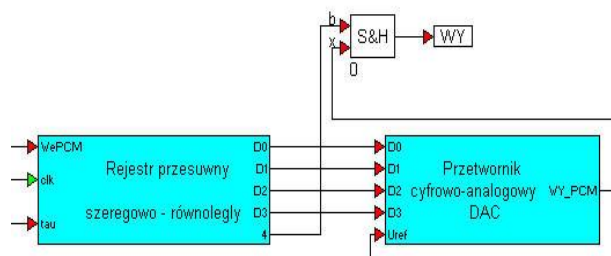 b
S&H
WY
x
0
WePCM
D0
D0
Rejestr przesuwny
Przetwornik
clk
D1
D1
cyfrowo-analogowy
WY_PCM
D2
D2
DAC
szeregowo - równolegly
D3
D3
tau
4
Uref